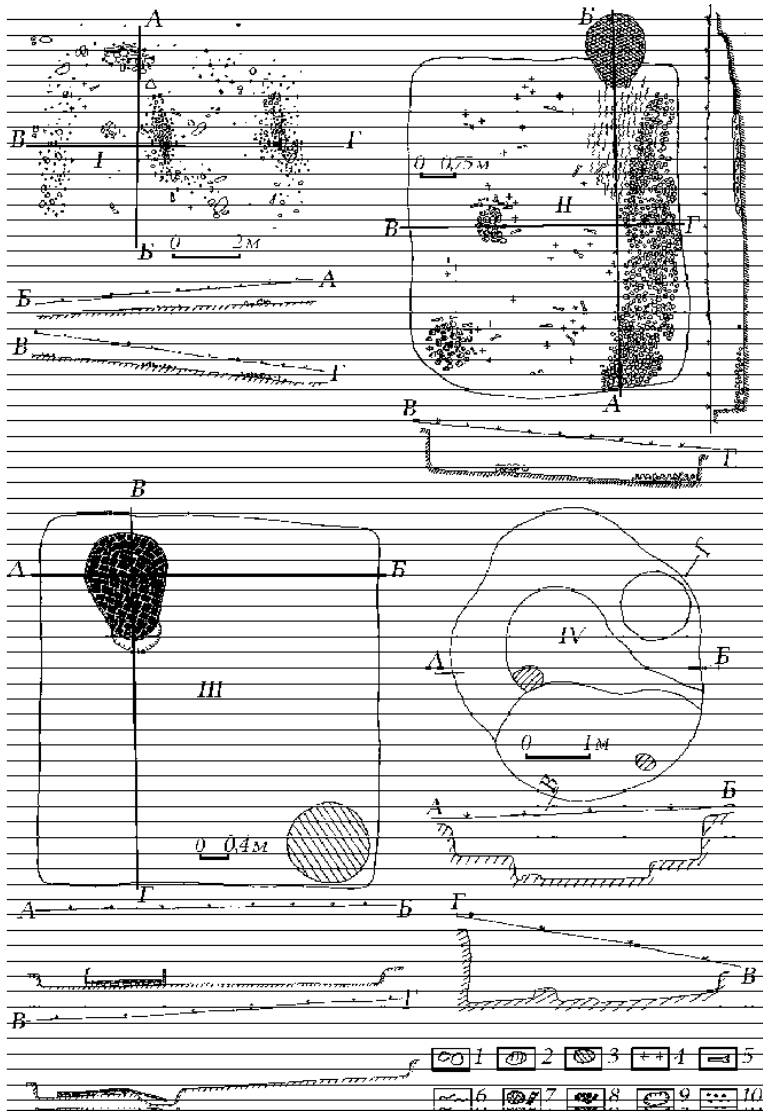 А
В Г
I
Б
0 2м
Б А
В Г
Б
0 0,75м
II
В Г
А
В Г
В
А Б
III
0 0,4м
Г
А Б
В Г
Г
IV
А Б
0 1м
В
А Б
Г В
1 2 3 4 5
6 7 8 9 10